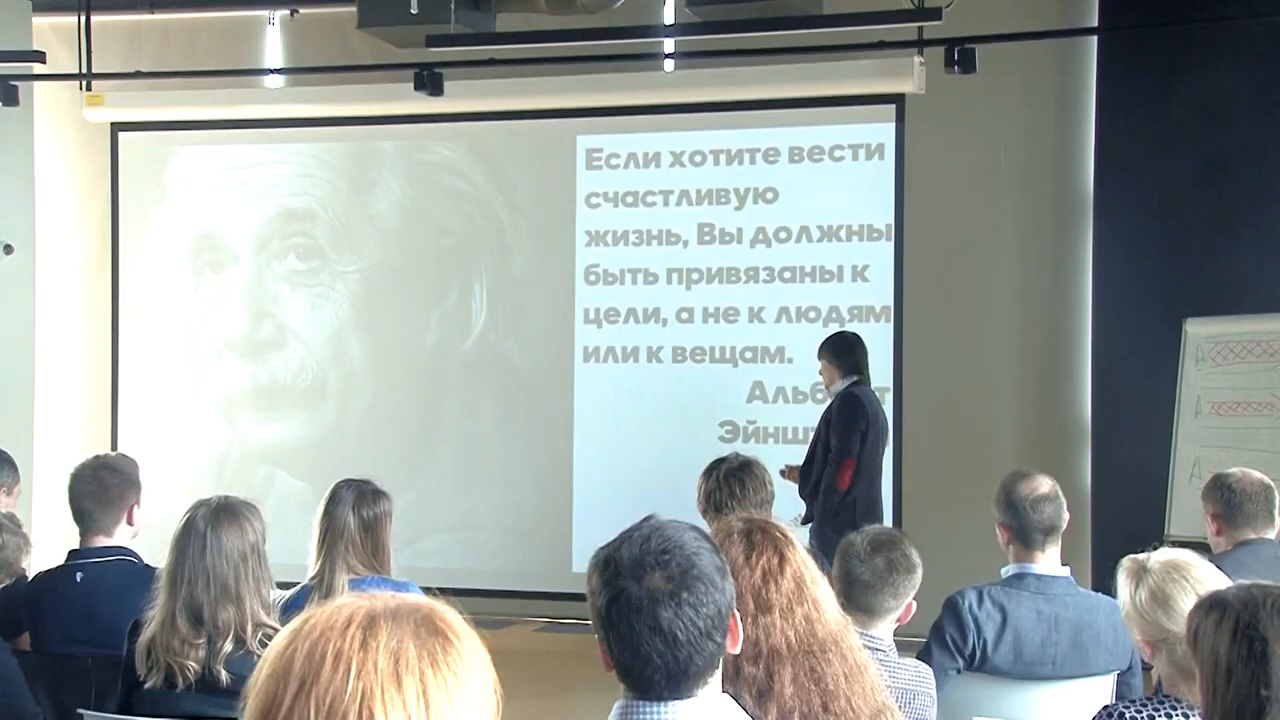 Если хотите вести
счастливую
жизнь, Вы должны
быть привязаны к
цели, а не к людям
или к вещам.